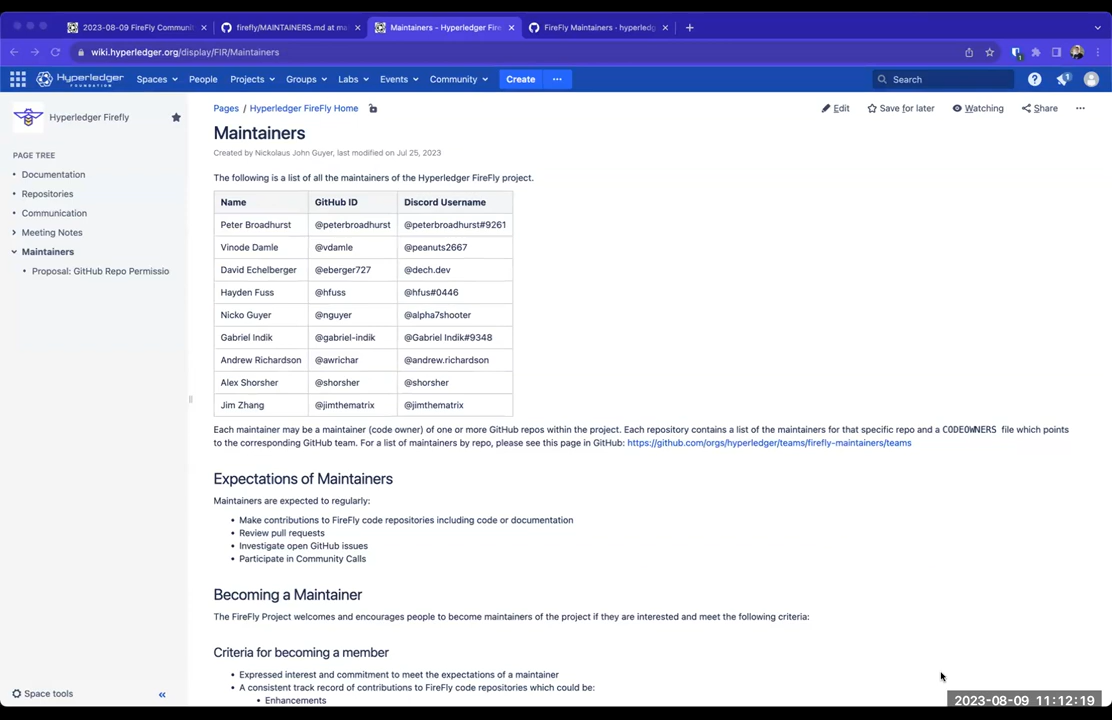 2023-08-09 FireFly Communi
firefly/MAINTAINERS.md at ma
Maintainers - Hyperledger Fire
FireFly Maintainers - hyperledg
wiki.hyperledger.org/display/FIR/Maintainers
HYPERLEDGER FOUNDATION Spaces People Projects Groups Labs Events Community Create ... Search
Hyperledger Firefly
PAGE TREE
Documentation
Repositories
Communication
Meeting Notes
Maintainers
Proposal: GitHub Repo Permissio
Space tools
Pages / Hyperledger FireFly Home
Edit Save for later Watching Share ...
Maintainers
Created by Nickolaus John Guyer, last modified on Jul 25, 2023
The following is a list of all the maintainers of the Hyperledger FireFly project.
Name GitHub ID Discord Username
Peter Broadhurst @peterbroadhurst @peterbroadhurst#9261
Vinode Damle @vdamle @peanuts2667
David Echelberger @eberger727 @dech.dev
Hayden Fuss @hfuss @hfus#0446
Nicko Guyer @nguyer @alpha7shooter
Gabriel Indik @gabriel-indik @Gabriel Indik#9348
Andrew Richardson @awrichar @andrew.richardson
Alex Shorsher @shorsher @shorsher
Jim Zhang @jimthematrix @jimthematrix
Each maintainer may be a maintainer (code owner) of one or more GitHub repos within the project. Each repository contains a list of the maintainers for that specific repo and a CODEOWNERS file which points
to the corresponding GitHub team. For a list of maintainers by repo, please see this page in GitHub: https://github.com/orgs/hyperledger/teams/firefly-maintainers/teams
Expectations of Maintainers
Maintainers are expected to regularly:
• Make contributions to FireFly code repositories including code or documentation
• Review pull requests
• Investigate open GitHub issues
• Participate in Community Calls
Becoming a Maintainer
The FireFly Project welcomes and encourages people to become maintainers of the project if they are interested and meet the following criteria:
Criteria for becoming a member
• Expressed interest and commitment to meet the expectations of a maintainer
• A consistent track record of contributions to FireFly code repositories which could be:
• Enhancements
2023-08-09 11:12:19